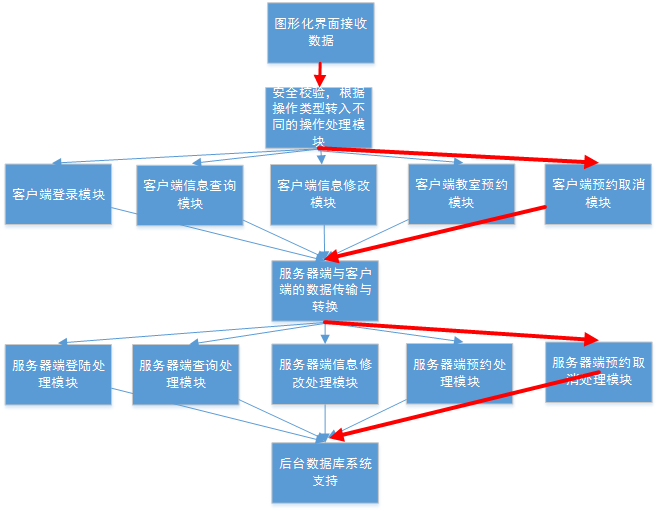 图形化界面接收
数据
安全校验，根据
操作类型转入不
同的操作处理模
块
客户端登录模块
客户端信息查询
模块
客户端信息修改
模块
客户端教室预约
模块
客户端预约取消
模块
服务器端与客户
端的数据传输与
转换
服务器端登陆处
理模块
服务器端查询处
理模块
服务器端信息修
改处理模块
服务器端预约处
理模块
服务器端预约取
消处理模块
后台数据库系统
支持